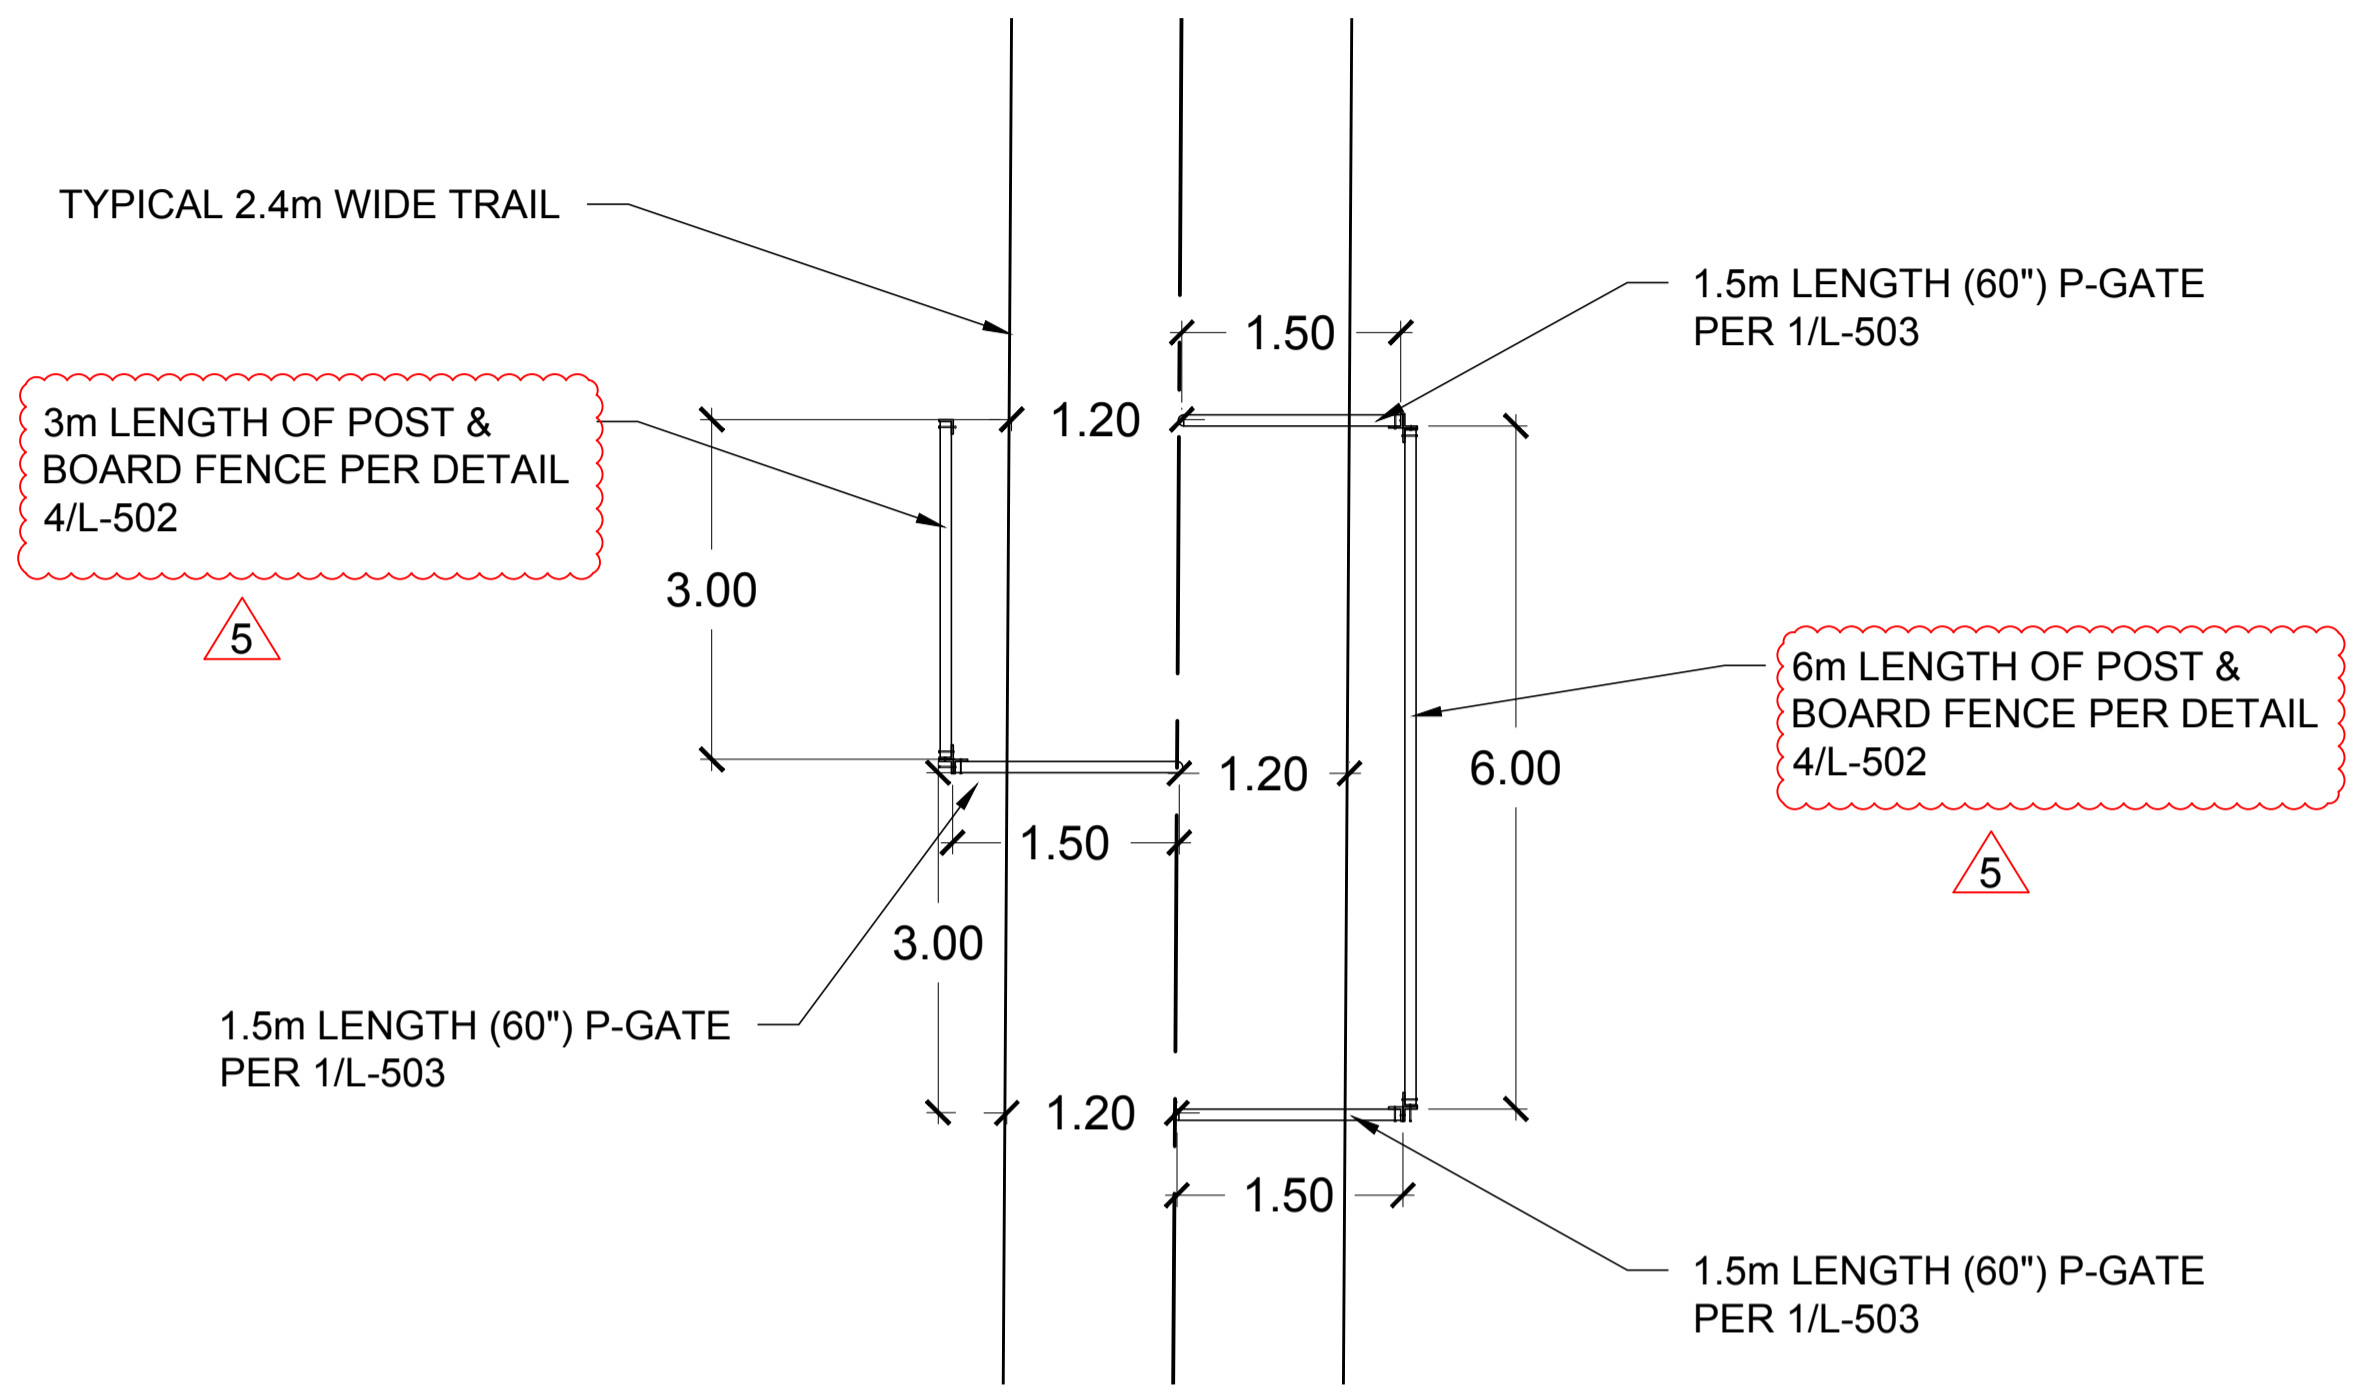 TYPICAL 2.4m WIDE TRAIL
1.5m LENGTH (60") P-GATE
PER 1/L-503
1.50
3m LENGTH OF POST &
BOARD FENCE PER DETAIL
4/L-502
5
1.20
3.00
6m LENGTH OF POST &
BOARD FENCE PER DETAIL
4/L-502
5
1.20
6.00
1.50
3.00
1.5m LENGTH (60") P-GATE
PER 1/L-503
1.20
1.50
1.5m LENGTH (60") P-GATE
PER 1/L-503